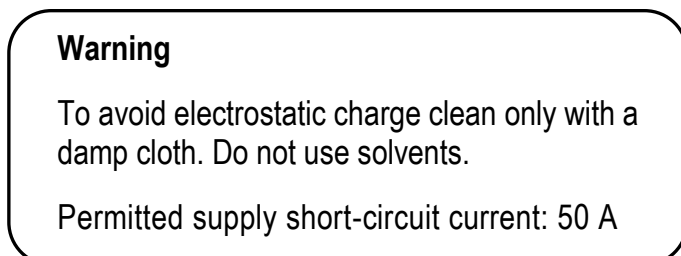 Warning
To avoid electrostatic charge clean only with a
damp cloth. Do not use solvents.
Permitted supply short-circuit current: 50 A